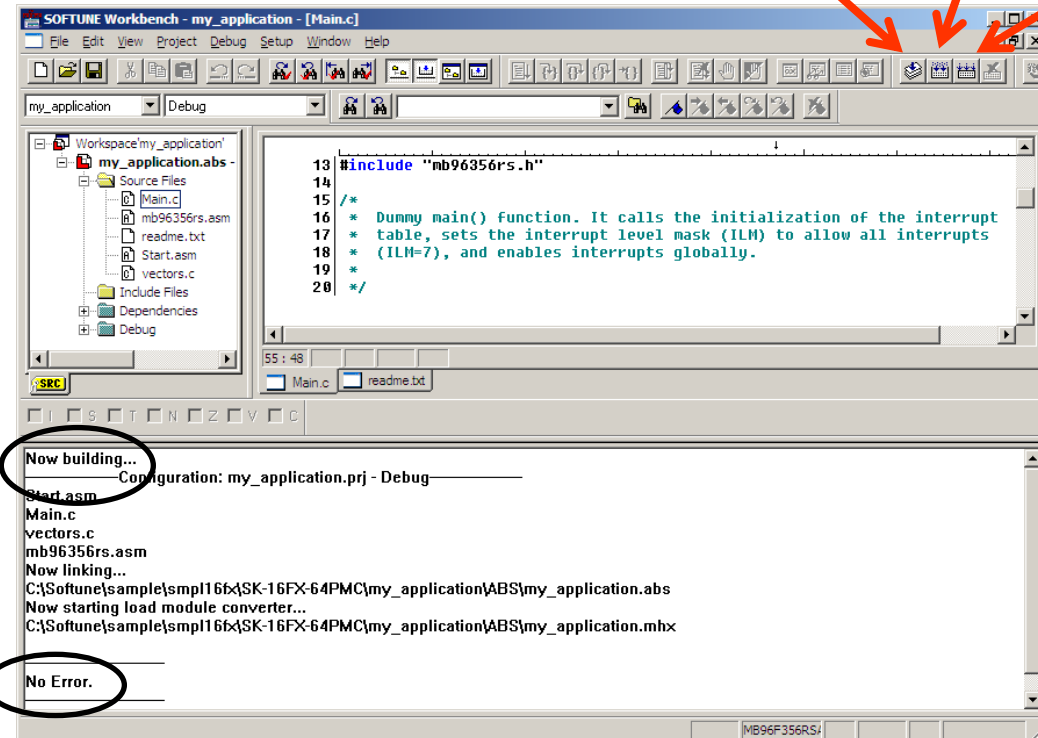 SOFTUNE Workbench - my_application - [Main.c]
File Edit View Project Debug Setup Window Help
my_application Debug
Workspace'my_application'
my_application.abs -
Source Files
Main.c
mb96356rs.asm
readme.txt
Start.asm
vectors.c
Include Files
Dependencies
Debug
SRC
13 #include "mb96356rs.h"
14
15 /*
16 * Dummy main() function. It calls the initialization of the interrupt
17 * table, sets the interrupt level mask (ILM) to allow all interrupts
18 * (ILM=7), and enables interrupts globally.
19 *
20 */
55 : 48
Main.c readme.txt
I S T N Z V C
Now building...
Configuration: my_application.prj - Debug
Start.asm
Main.c
vectors.c
mb96356rs.asm
Now linking...
C:\Softune\sample\smpl16fx\SK-16FX-64PMC\my_application\ABS\my_application.abs
Now starting load module converter...
C:\Softune\sample\smpl16fx\SK-16FX-64PMC\my_application\ABS\my_application.mhx
No Error.